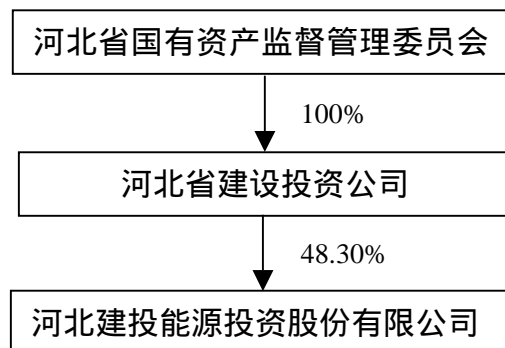 河北省国有资产监督管理委员会
100%
河北省建设投资公司
48.30%
河北建投能源投资股份有限公司